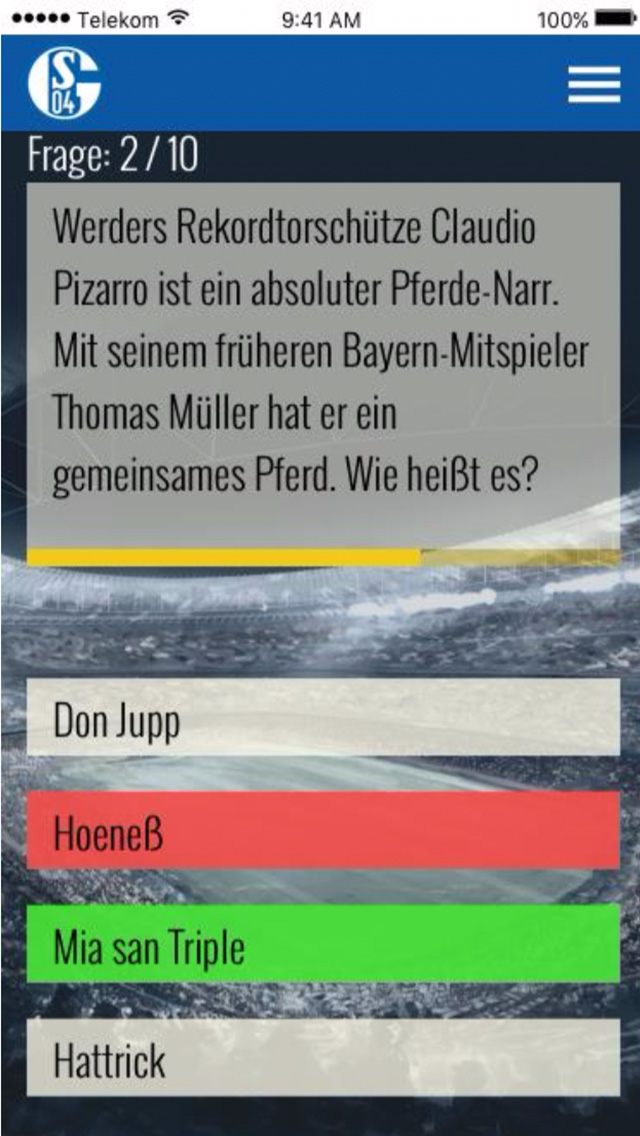 Telekom 9:41 AM 100%
S
04
Frage: 2 / 10
Werders Rekordtorschütze Claudio
Pizarro ist ein absoluter Pferde-Narr.
Mit seinem früheren Bayern-Mitspieler
Thomas Müller hat er ein
gemeinsames Pferd. Wie heißt es?
Don Jupp
Hoeneß
Mia san Triple
Hattrick